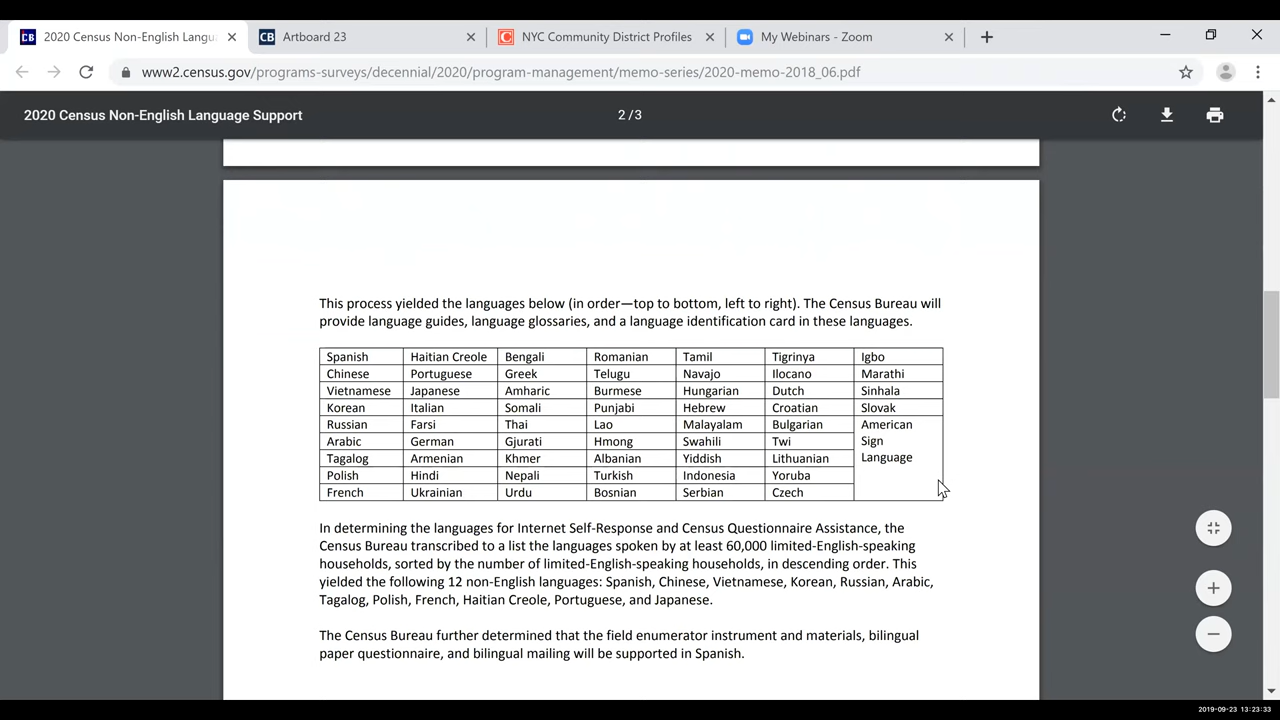 2020 Census Non-English Langu
Artboard 23
NYC Community District Profiles
My Webinars - Zoom
www2.census.gov/programs-surveys/decennial/2020/program-management/memo-series/2020-memo-2018_06.pdf
2020 Census Non-English Language Support
2 / 3
This process yielded the languages below (in order—top to bottom, left to right). The Census Bureau will
provide language guides, language glossaries, and a language identification card in these languages.
Spanish Haitian Creole Bengali Romanian Tamil Tigrinya Igbo
Chinese Portuguese Greek Telugu Navajo Ilocano Marathi
Vietnamese Japanese Amharic Burmese Hungarian Dutch Sinhala
Korean Italian Somali Punjabi Hebrew Croatian Slovak
Russian Farsi Thai Lao Malayalam Bulgarian American
Arabic German Gjurati Hmong Swahili Twi Sign
Tagalog Armenian Khmer Albanian Yiddish Lithuanian Language
Polish Hindi Nepali Turkish Indonesia Yoruba
French Ukrainian Urdu Bosnian Serbian Czech
In determining the languages for Internet Self-Response and Census Questionnaire Assistance, the
Census Bureau transcribed to a list the languages spoken by at least 60,000 limited-English-speaking
households, sorted by the number of limited-English-speaking households, in descending order. This
yielded the following 12 non-English languages: Spanish, Chinese, Vietnamese, Korean, Russian, Arabic,
Tagalog, Polish, French, Haitian Creole, Portuguese, and Japanese.
The Census Bureau further determined that the field enumerator instrument and materials, bilingual
paper questionnaire, and bilingual mailing will be supported in Spanish.
2019-09-23 13:23:33